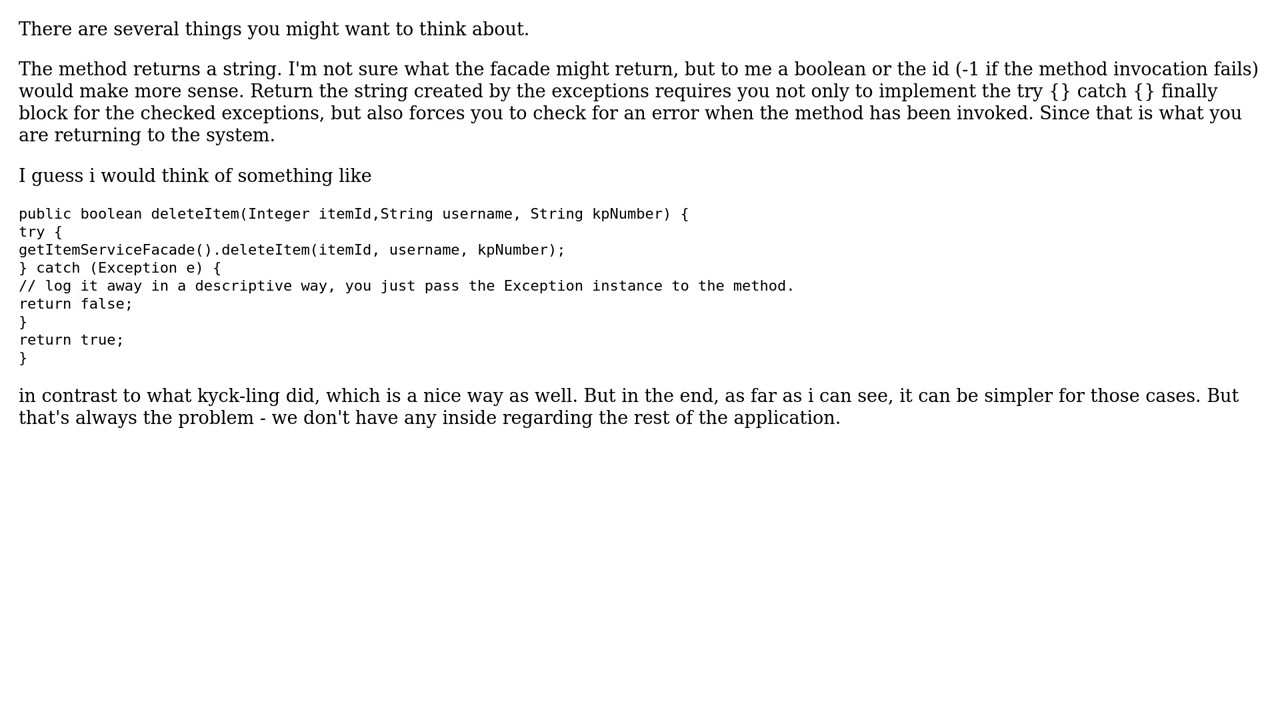 There are several things you might want to think about.
The method returns a string. I'm not sure what the facade might return, but to me a boolean or the id (-1 if the method invocation fails)
would make more sense. Return the string created by the exceptions requires you not only to implement the try {} catch {} finally
block for the checked exceptions, but also forces you to check for an error when the method has been invoked. Since that is what you
are returning to the system.
I guess i would think of something like
public boolean deleteItem(Integer itemId,String username, String kpNumber) {
try {
getItemServiceFacade().deleteItem(itemId, username, kpNumber);
} catch (Exception e) {
// log it away in a descriptive way, you just pass the Exception instance to the method.
return false;
}
return true;
}
in contrast to what kyck-ling did, which is a nice way as well. But in the end, as far as i can see, it can be simpler for those cases. But
that's always the problem - we don't have any inside regarding the rest of the application.